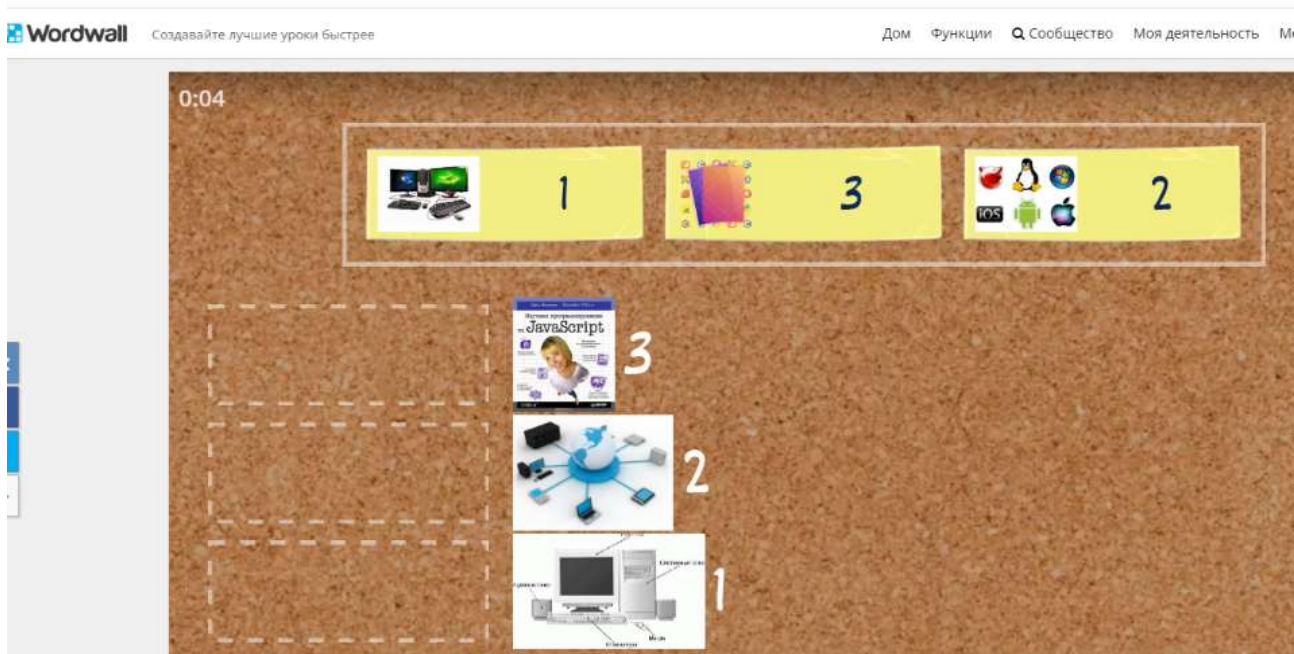 Wordwall
Создавайте лучшие уроки быстрее
Дом Функции Сообщество Моя деятельность
0:04
1
3
iOS
2
JavaScript
3
2
1